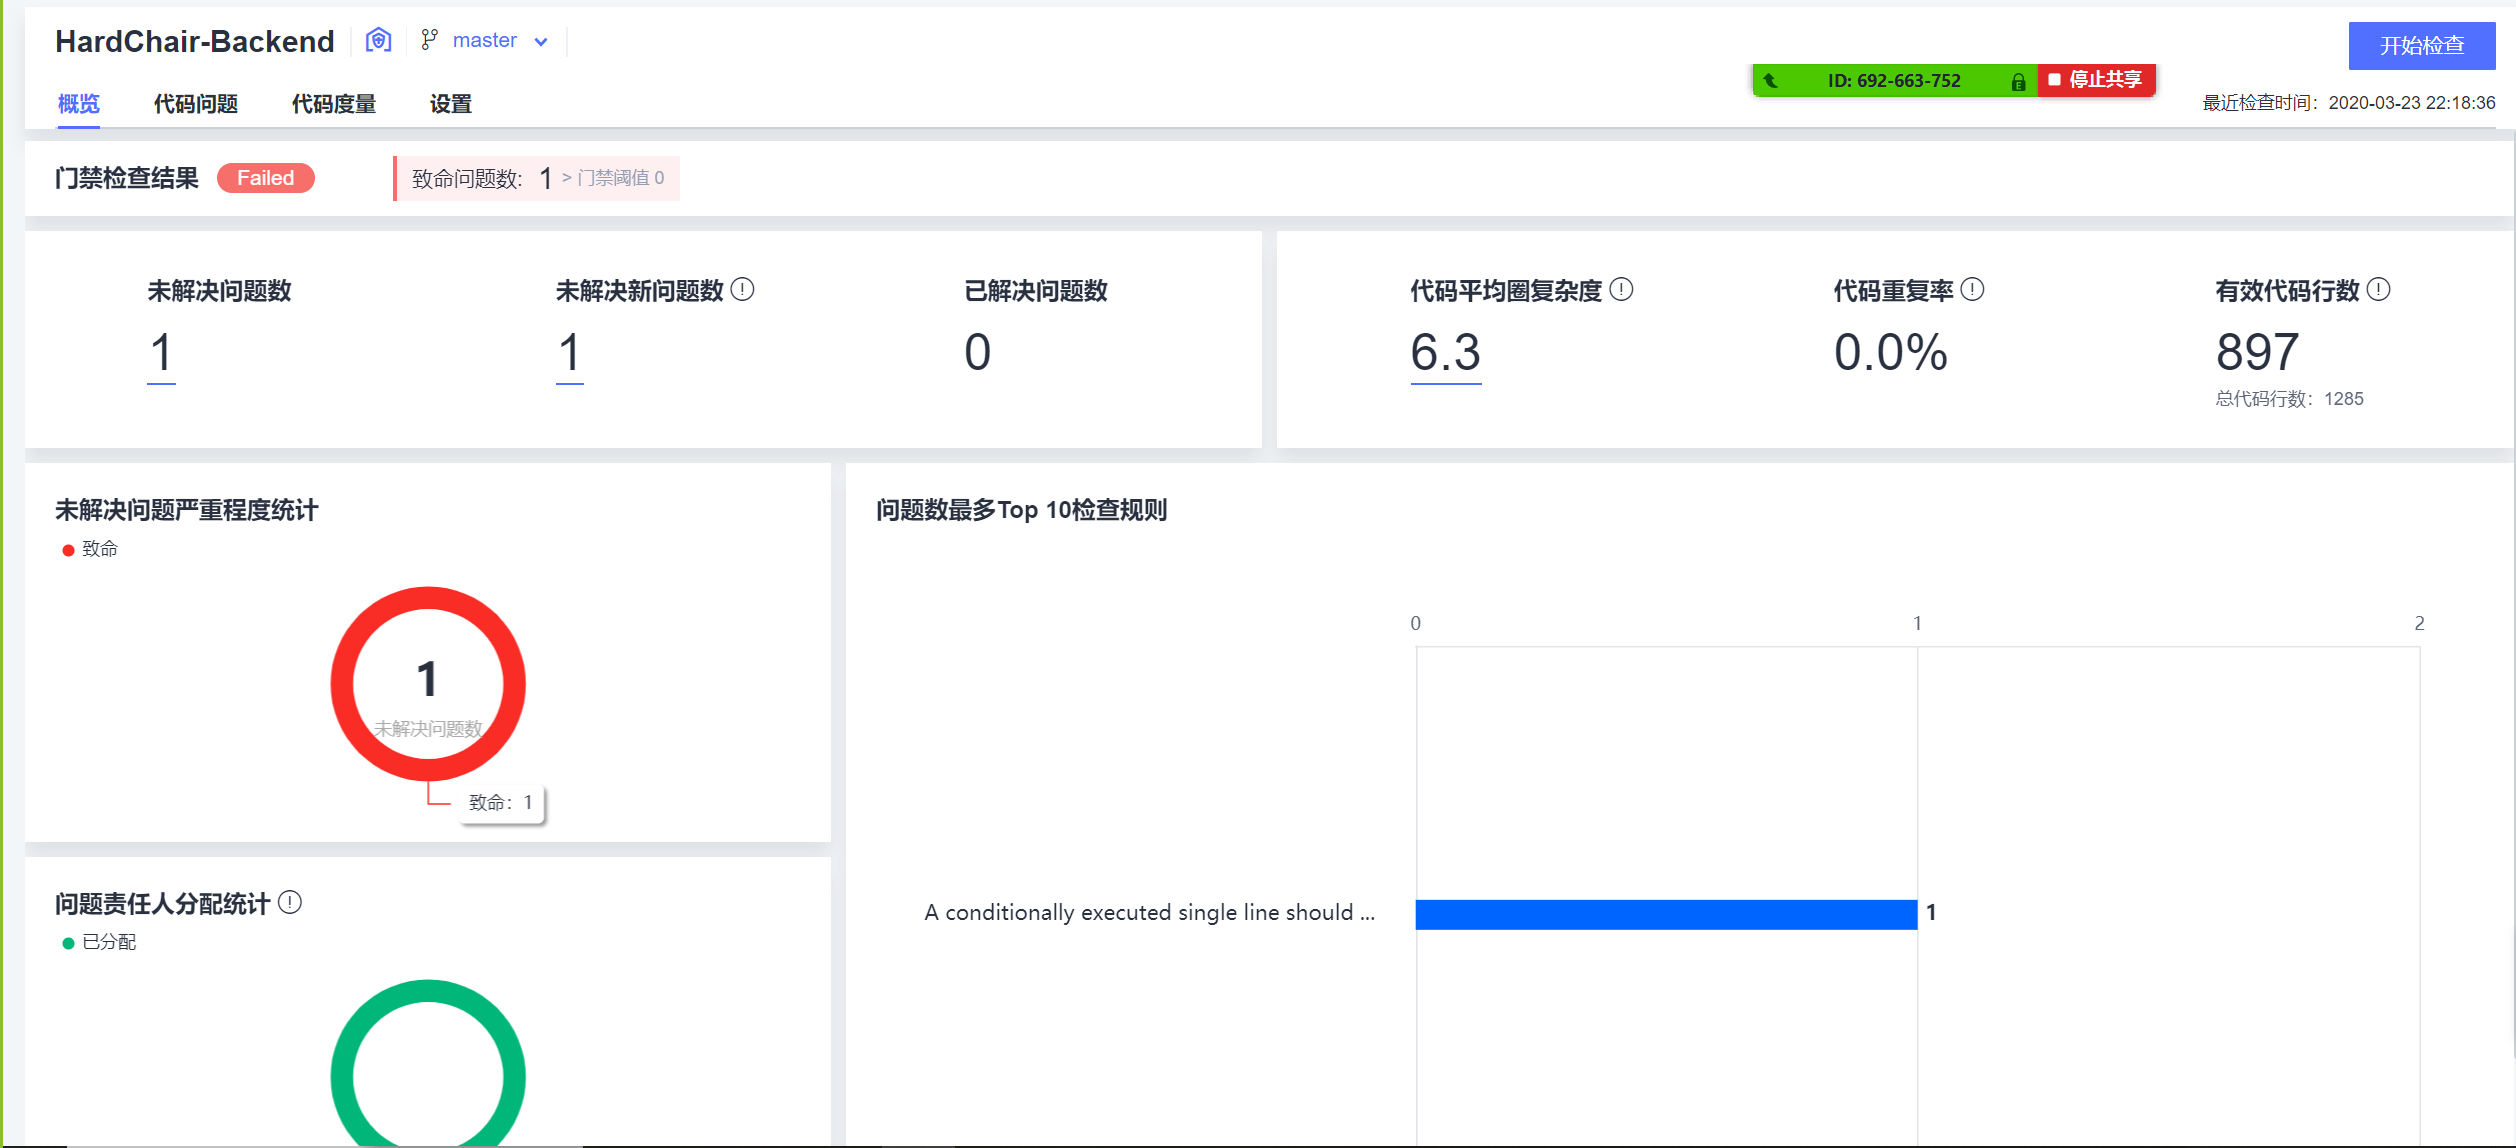 HardChair-Backend master
开始检查
ID: 692-663-752 停止共享
概览 代码问题 代码度量 设置
最近检查时间：2020-03-23 22:18:36
门禁检查结果 Failed 致命问题数: 1 > 门禁阈值 0
未解决问题数 未解决新问题数 已解决问题数 代码平均圈复杂度 代码重复率 有效代码行数
1 1 0 6.3 0.0% 897
总代码行数：1285
未解决问题严重程度统计
致命
1
未解决问题数
致命：1
问题数最多Top 10检查规则
0 1 2
A conditionally executed single line should ... 1
问题责任人分配统计
已分配